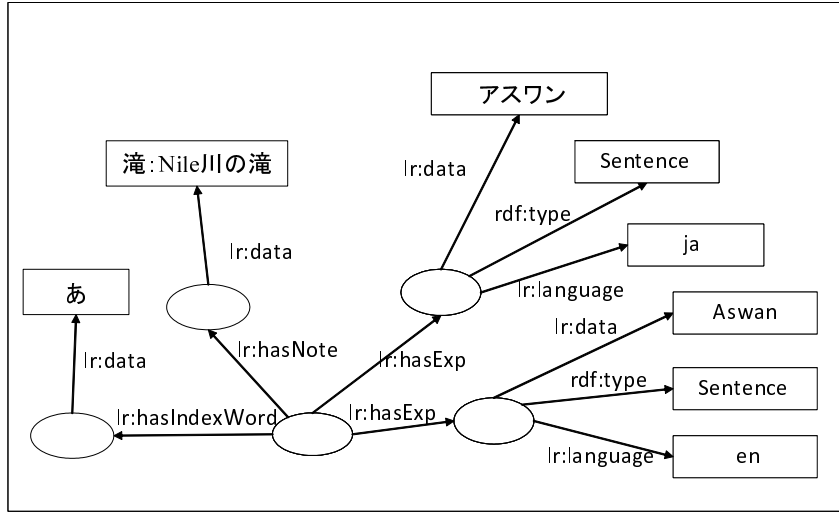 アスワン
滝:Nile川の滝
Sentence
lr:data
rdf:type
ja
lr:data
あ
lr:language
Aswan
lr:data
lr:hasNote
lr:data
lr:hasExp
rdf:type
Sentence
lr:hasIndexWord
lr:hasExp
lr:language
en